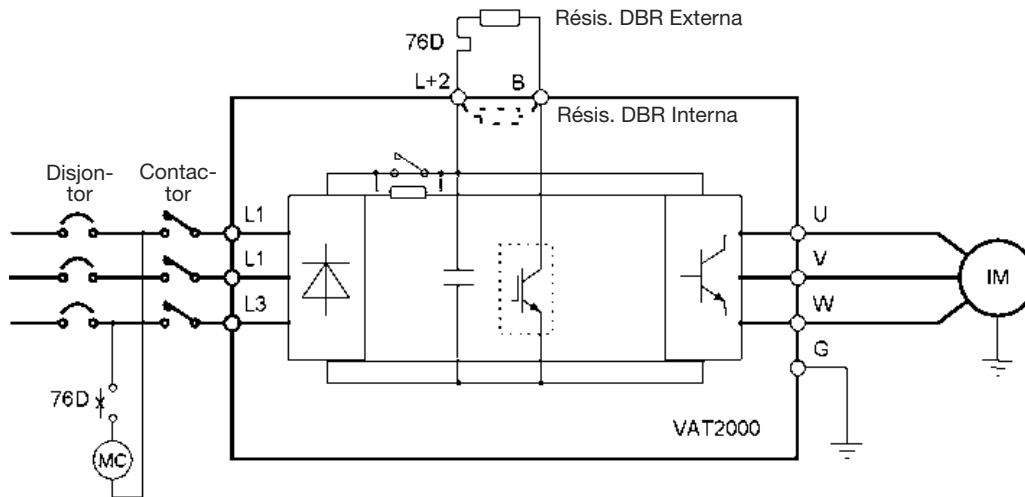 Résis. DBR Externa
76D
L+2
B
Résis. DBR Interna
Disjon-
tor
Contac-
tor
L1
U
L1
V
IM
L3
W
G
76D
VAT2000
MC